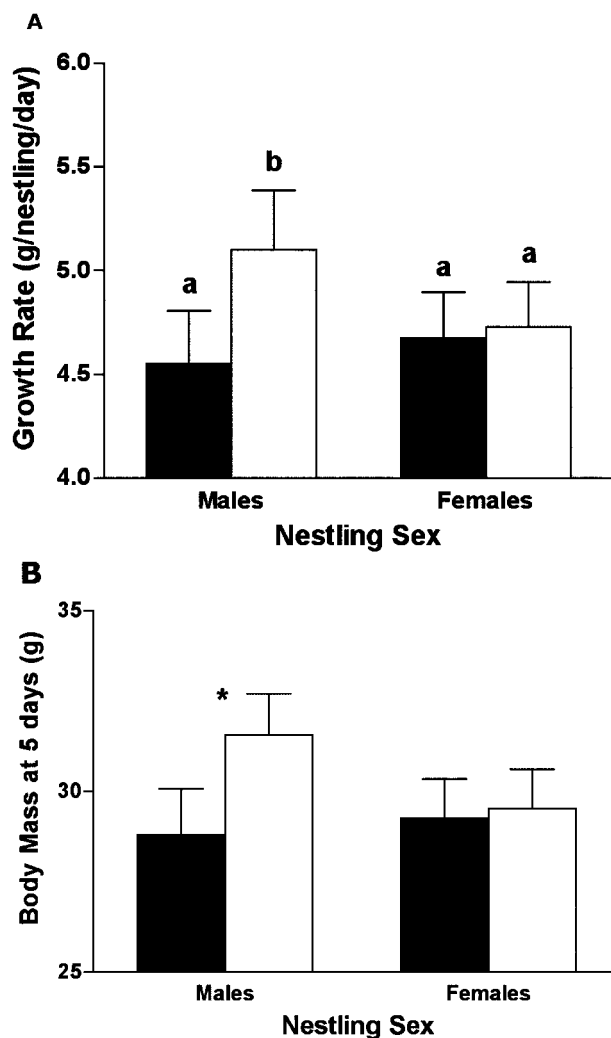 A
Growth Rate (g/nestling/day)
6.0
5.5
5.0
4.5
4.0
a
b
a
a
Males
Females
Nestling Sex
B
Body Mass at 5 days (g)
35
30
25
*
Males
Females
Nestling Sex